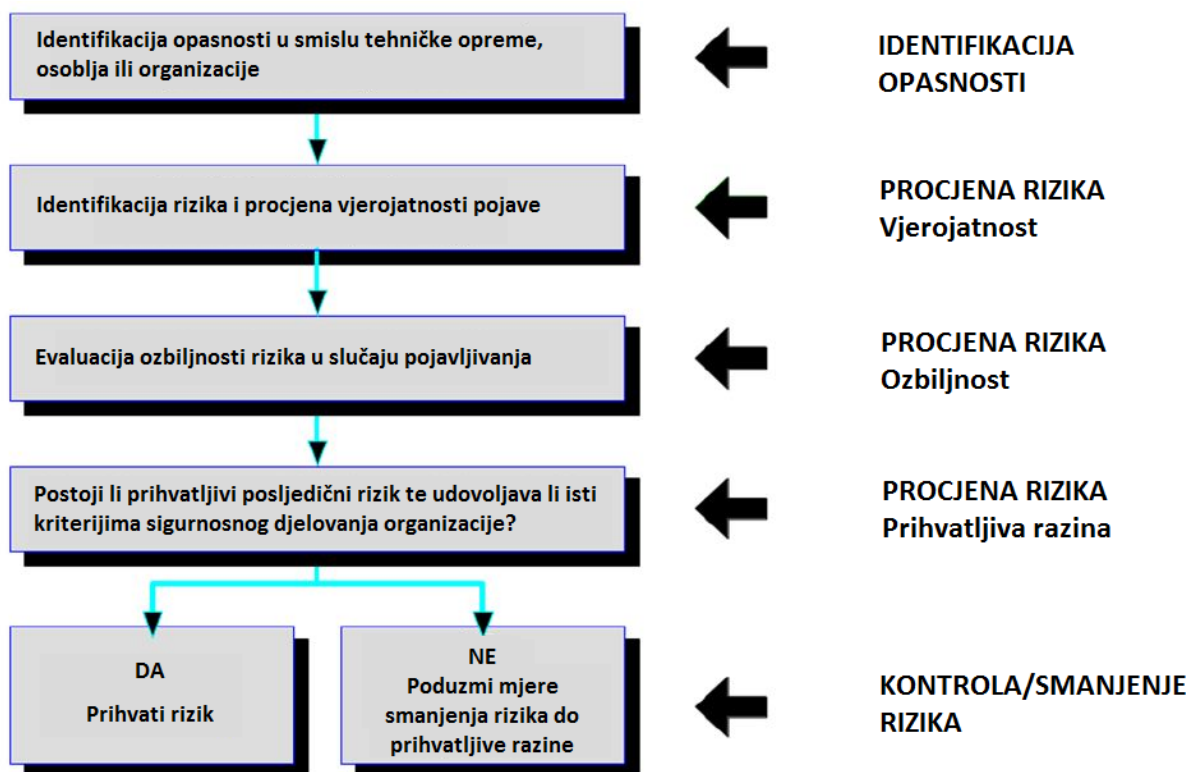 Identifikacija opasnosti u smislu tehničke opreme,
osoblja ili organizacije
IDENTIFIKACIJA
OPASNOSTI
Identifikacija rizika i procjena vjerojatnosti pojave
PROCJENA RIZIKA
Vjerojatnost
Evaluacija ozbiljnosti rizika u slučaju pojavljivanja
PROCJENA RIZIKA
Ozbiljnost
Postoji li prihvatljivi posljedični rizik te udovoljava li isti
kriterijima sigurnosnog djelovanja organizacije?
PROCJENA RIZIKA
Prihvatljiva razina
DA
Prihvati rizik
NE
Poduzmi mjere
smanjenja rizika do
prihvatljive razine
KONTROLA/SMANJENJE
RIZIKA